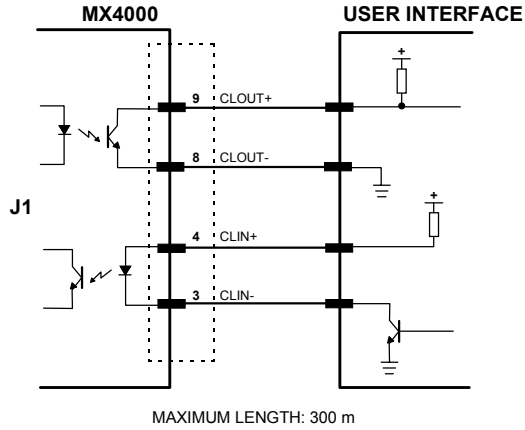 MX4000 USER INTERFACE
+
9 CLOUT+
8 CLOUT-
J1
+
4 CLIN+
3 CLIN-
MAXIMUM LENGTH: 300 m